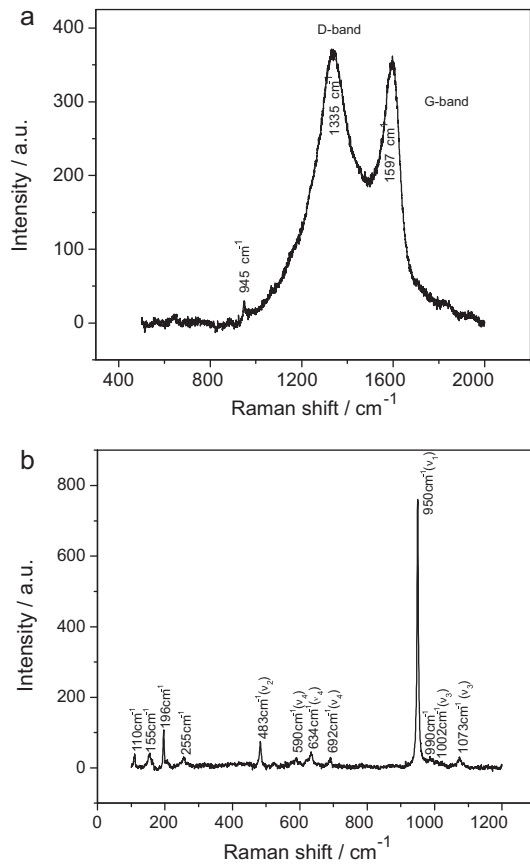 a
D-band
G-band
1335 cm⁻¹
1597 cm⁻¹
945 cm⁻¹
400
300
200
100
0
Intensity / a.u.
400 800 1200 1600 2000
Raman shift / cm⁻¹
b
800
600
400
200
0
Intensity / a.u.
110cm⁻¹
155cm⁻¹
196cm⁻¹
255cm⁻¹
483cm⁻¹(ν₂)
590cm⁻¹(ν₄)
634cm⁻¹(ν₄)
692cm⁻¹(ν₄)
950cm⁻¹(ν₁)
990cm⁻¹
1002cm⁻¹(ν₃)
1073cm⁻¹(ν₃)
0 200 400 600 800 1000 1200
Raman shift / cm⁻¹